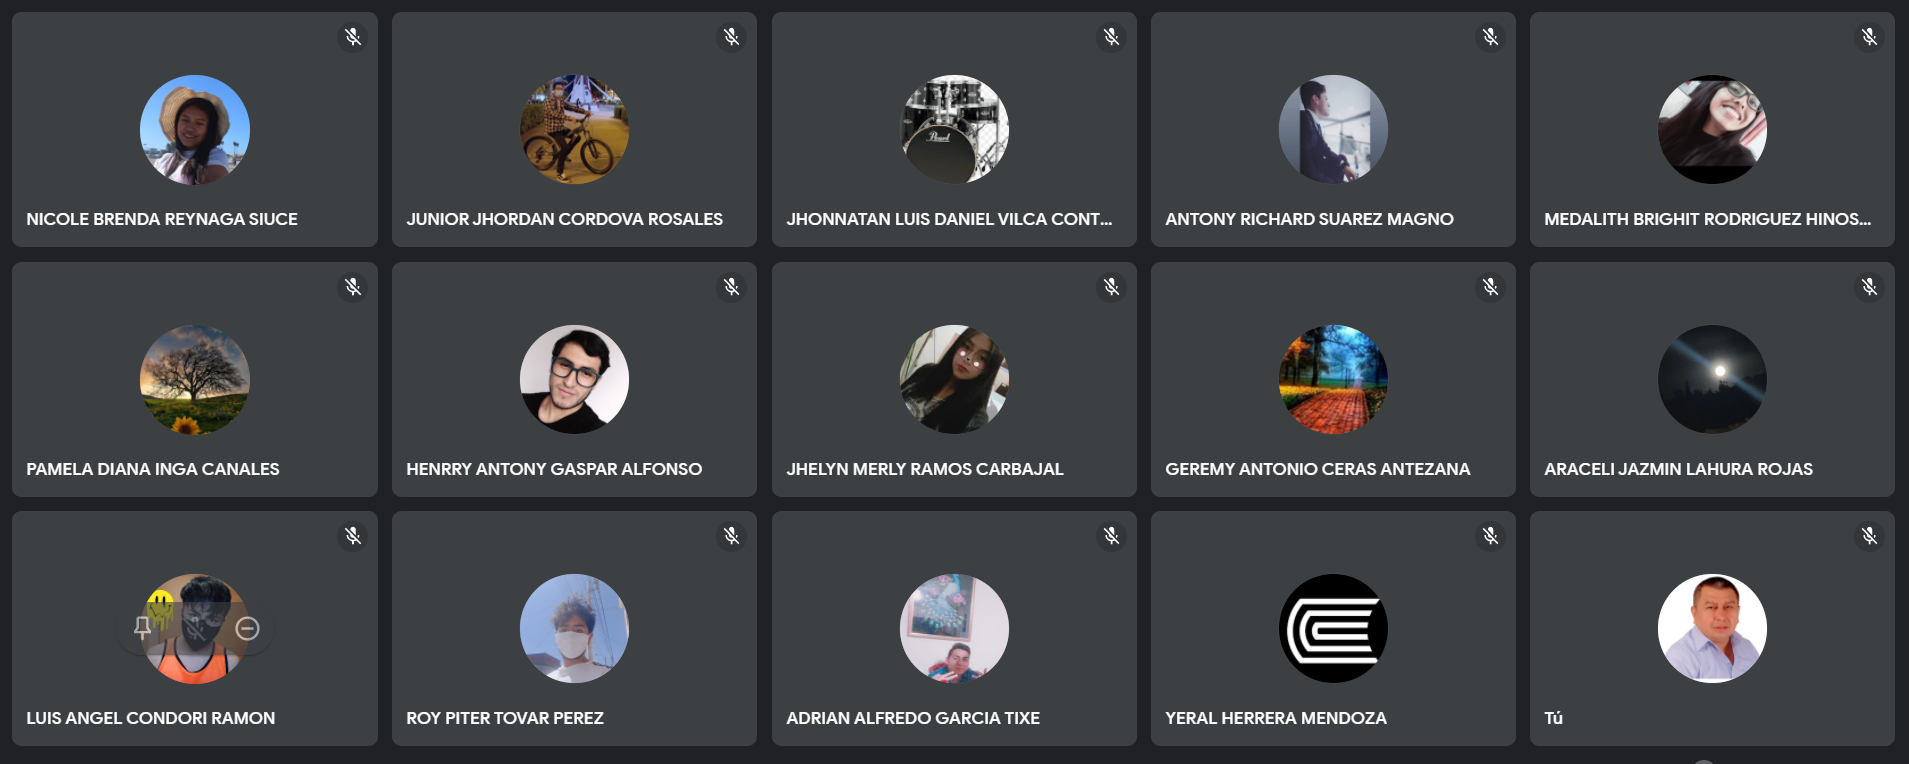 NICOLE BRENDA REYNAGA SIUCE
JUNIOR JHORDAN CORDOVA ROSALES
JHONNATAN LUIS DANIEL VILCA CONT...
ANTONY RICHARD SUAREZ MAGNO
MEDALITH BRIGHIT RODRIGUEZ HINOS...
PAMELA DIANA INGA CANALES
HENRRY ANTONY GASPAR ALFONSO
JHELYN MERLY RAMOS CARBAJAL
GEREMY ANTONIO CERAS ANTEZANA
ARACELI JAZMIN LAHURA ROJAS
LUIS ANGEL CONDORI RAMON
ROY PITER TOVAR PEREZ
ADRIAN ALFREDO GARCIA TIXE
YERAL HERRERA MENDOZA
Tú